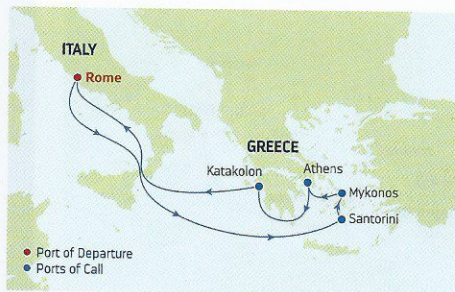 ITALY
Rome
GREECE
Katakolon
Athens
Mykonos
Santorini
Port of Departure
Ports of Call